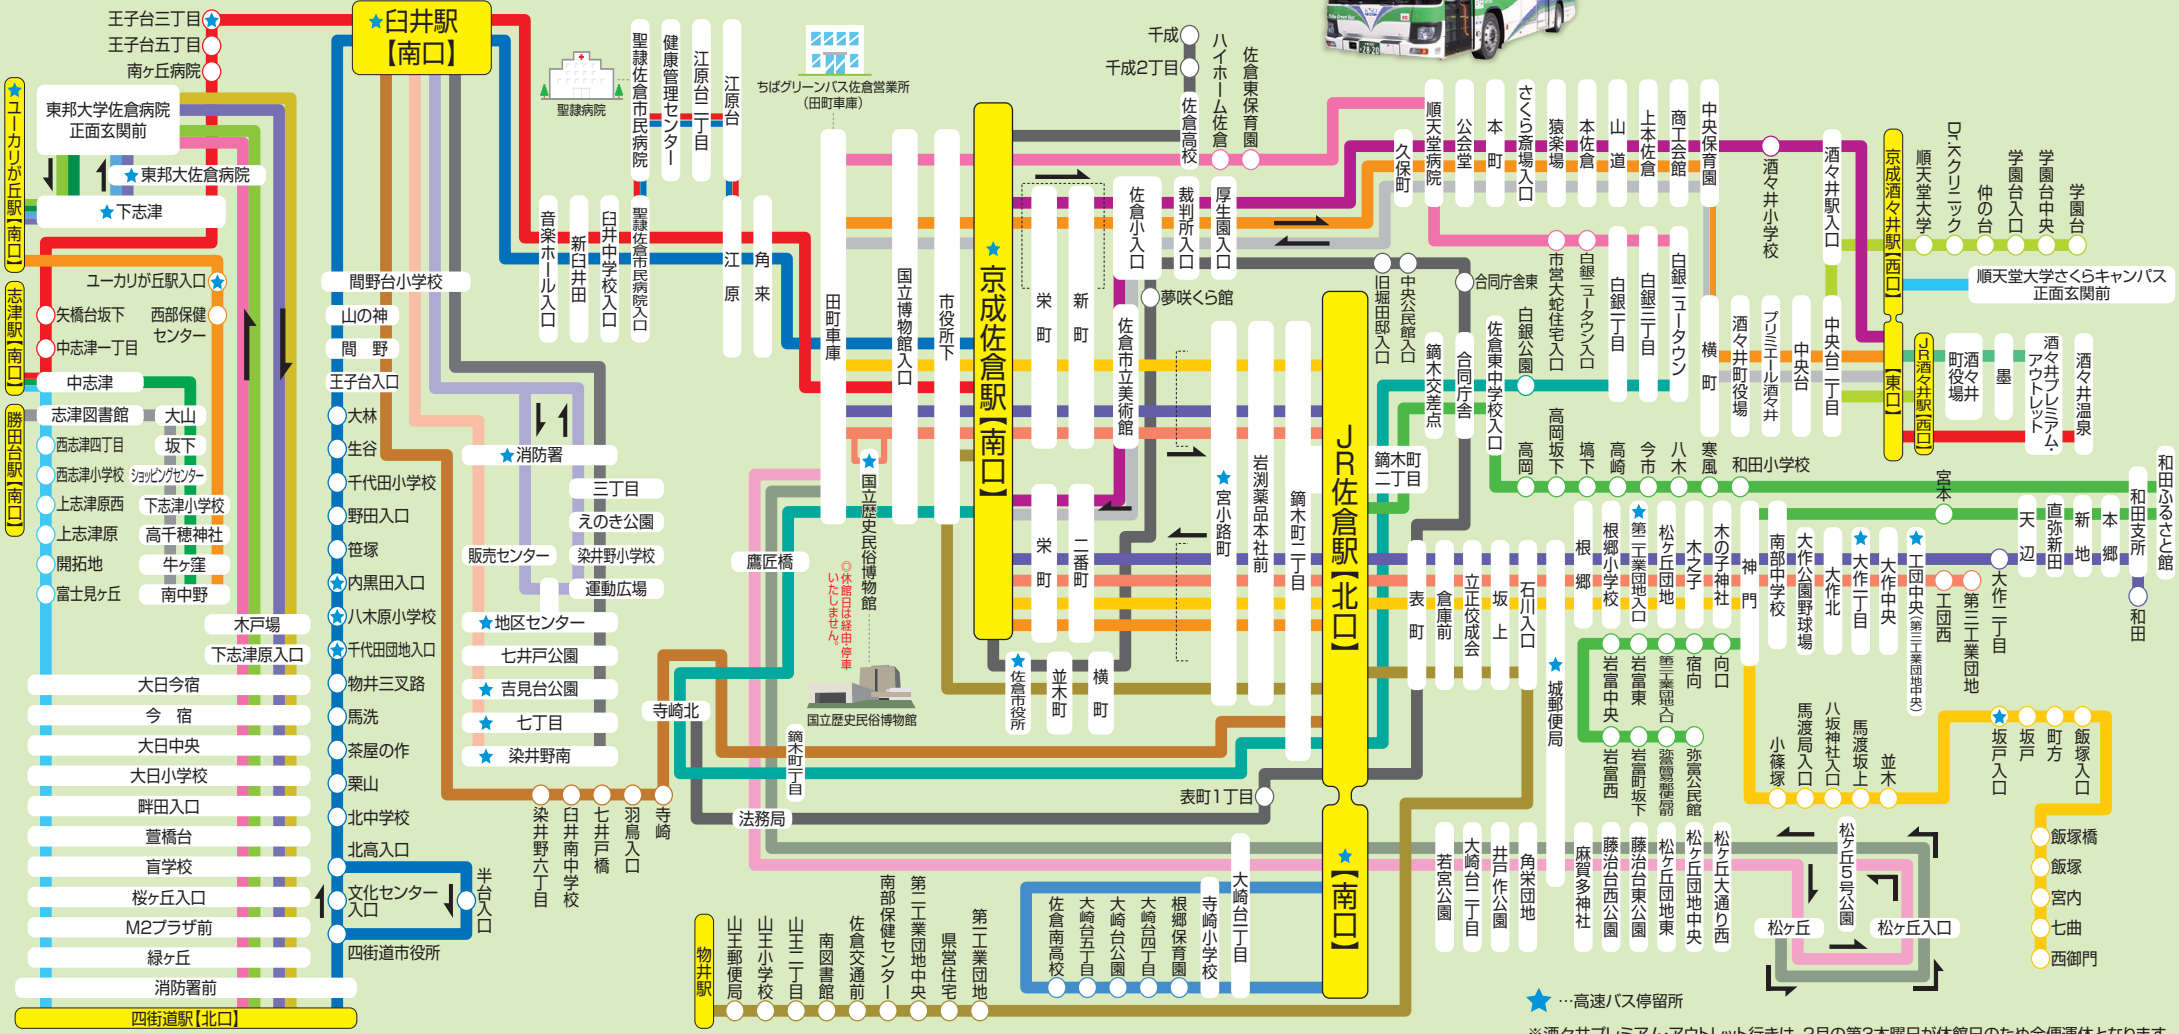 王子台三丁目
王子台五丁目
南ヶ丘病院
★臼井駅
【南口】
★ユーカリが丘駅【南口】
東邦大学佐倉病院
正面玄関前
★東邦大佐倉病院
★下志津
ユーカリが丘駅入口
志津駅【南口】
矢橋台坂下
西部保健
センター
中志津一丁目
中志津
勝田台駅【南口】
志津図書館
大山
西志津四丁目
坂下
西志津小学校
ショッピングセンター
上志津原西
下志津小学校
上志津原
高千穂神社
開拓地
牛ヶ窪
富士見ヶ丘
南中野
木戸場
下志津原入口
大日今宿
今 宿
大日中央
大日小学校
畔田入口
萱橋台
盲学校
桜ヶ丘入口
M2プラザ前
緑ヶ丘
消防署前
四街道駅【北口】
間野台小学校
山の神
間 野
王子台入口
大林
生谷
千代田小学校
野田入口
笹塚
内黒田入口
八木原小学校
千代田団地入口
物井三叉路
馬洗
茶屋の作
栗山
北中学校
北高入口
文化センター
入口
半台入口
四街道市役所
★消防署
三丁目
えのき公園
販売センター
染井野小学校
運動広場
★地区センター
七井戸公園
★吉見台公園
★ 七丁目
★ 染井野南
染井野六丁目
臼井南中学校
七井戸橋
羽鳥入口
寺崎
聖隷病院
聖隷佐倉市民病院
健康管理センター
江原台二丁目
江原台
音楽ホール入口
新臼井田
臼井中学校入口
聖隷佐倉市民病院入口
江 原
角 来
ちばグリーンバス佐倉営業所
(田町車庫)
田町車庫
国立博物館入口
市役所下
★国立歴史民俗博物館
◎休館日は経由・停車
いたしません。
国立歴史民俗博物館
鷹匠橋
寺崎北
鏑木町一丁目
法務局
★京成佐倉駅【南口】
千成
千成2丁目
佐倉高校
ハイホーム佐倉
佐倉東保育園
栄 町
新 町
佐倉小入口
裁判所入口
厚生園入口
夢咲くら館
佐倉市立美術館
栄 町
二番町
★佐倉市役所
並木町
横 町
★宮小路町
岩渕薬品本社前
鏑木町二丁目
表町1丁目
JR佐倉駅【北口】
★【南口】
久保町
順天堂病院
公会堂
本 町
さくら斎場入口
猿楽場
本佐倉
山 道
上本佐倉
商工会館
中央保育園
酒々井小学校
酒々井駅入口
旧堀田邸入口
中央公民館入口
合同庁舎東
鏑木交差点
合同庁舎
佐倉東中学校入口
白銀公園
市営大蛇住宅入口
白銀ニュータウン入口
白銀一丁目
白銀三丁目
白銀ニュータウン
横 町
酒々井町役場
プリミエール酒々井
中央台
中央台二丁目
京成酒々井駅【西口】
【東口】
順天堂大学
Dr.Kクリニック
仲の台
学園台入口
学園台中央
学園台
順天堂大学さくらキャンパス
正面玄関前
JR酒々井駅【西口】
酒々井
町役場
墨
酒々井プレミアム・
アウトレット
酒々井温泉
鏑木町
二丁目
高岡
高岡坂下
塙下
高崎
今市
八木
寒風
和田小学校
宮本
天 辺
直弥新田
新 地
本 郷
和田支所
和田ふるさと館
和田
表 町
倉庫前
立正佼成会
坂 上
石川入口
★城郵便局
根 郷
根郷小学校
★第二工業団地入口
松ヶ丘団地
木之子
木の子神社
神 門
南部中学校
大作公園野球場
大作北
★大作一丁目
大作中央
★工団中央(第三工業団地中央)
工団西
第三工業団地
大作二丁目
岩富中央
岩富東
第三工業団地入口
宿向
向口
岩富西
岩富町坂下
弥富簡易郵便局
弥富公民館
小篠塚
馬渡局入口
八坂神社入口
馬渡坂上
並木
★坂戸入口
坂戸
町方
飯塚入口
飯塚橋
飯塚
宮内
七曲
西御門
若宮公園
大崎台二丁目
井戸作公園
角栄団地
麻賀多神社
藤治台西公園
藤治台東公園
松ヶ丘団地東
松ヶ丘団地中央
松ヶ丘大通り西
松ヶ丘5号公園
松ヶ丘
松ヶ丘入口
物井駅
山王郵便局
山王小学校
山王二丁目
南図書館
佐倉交通前
南部保健センター
第二工業団地中央
県営住宅
第一工業団地
佐倉南高校
大崎台五丁目
大崎台公園
大崎台四丁目
根郷保育園
寺崎小学校
大崎台一丁目
★…高速バス停留所
※酒々井プレミアム・アウトレット行きは、2月の第3木曜日が休館日のため全便運休となります。